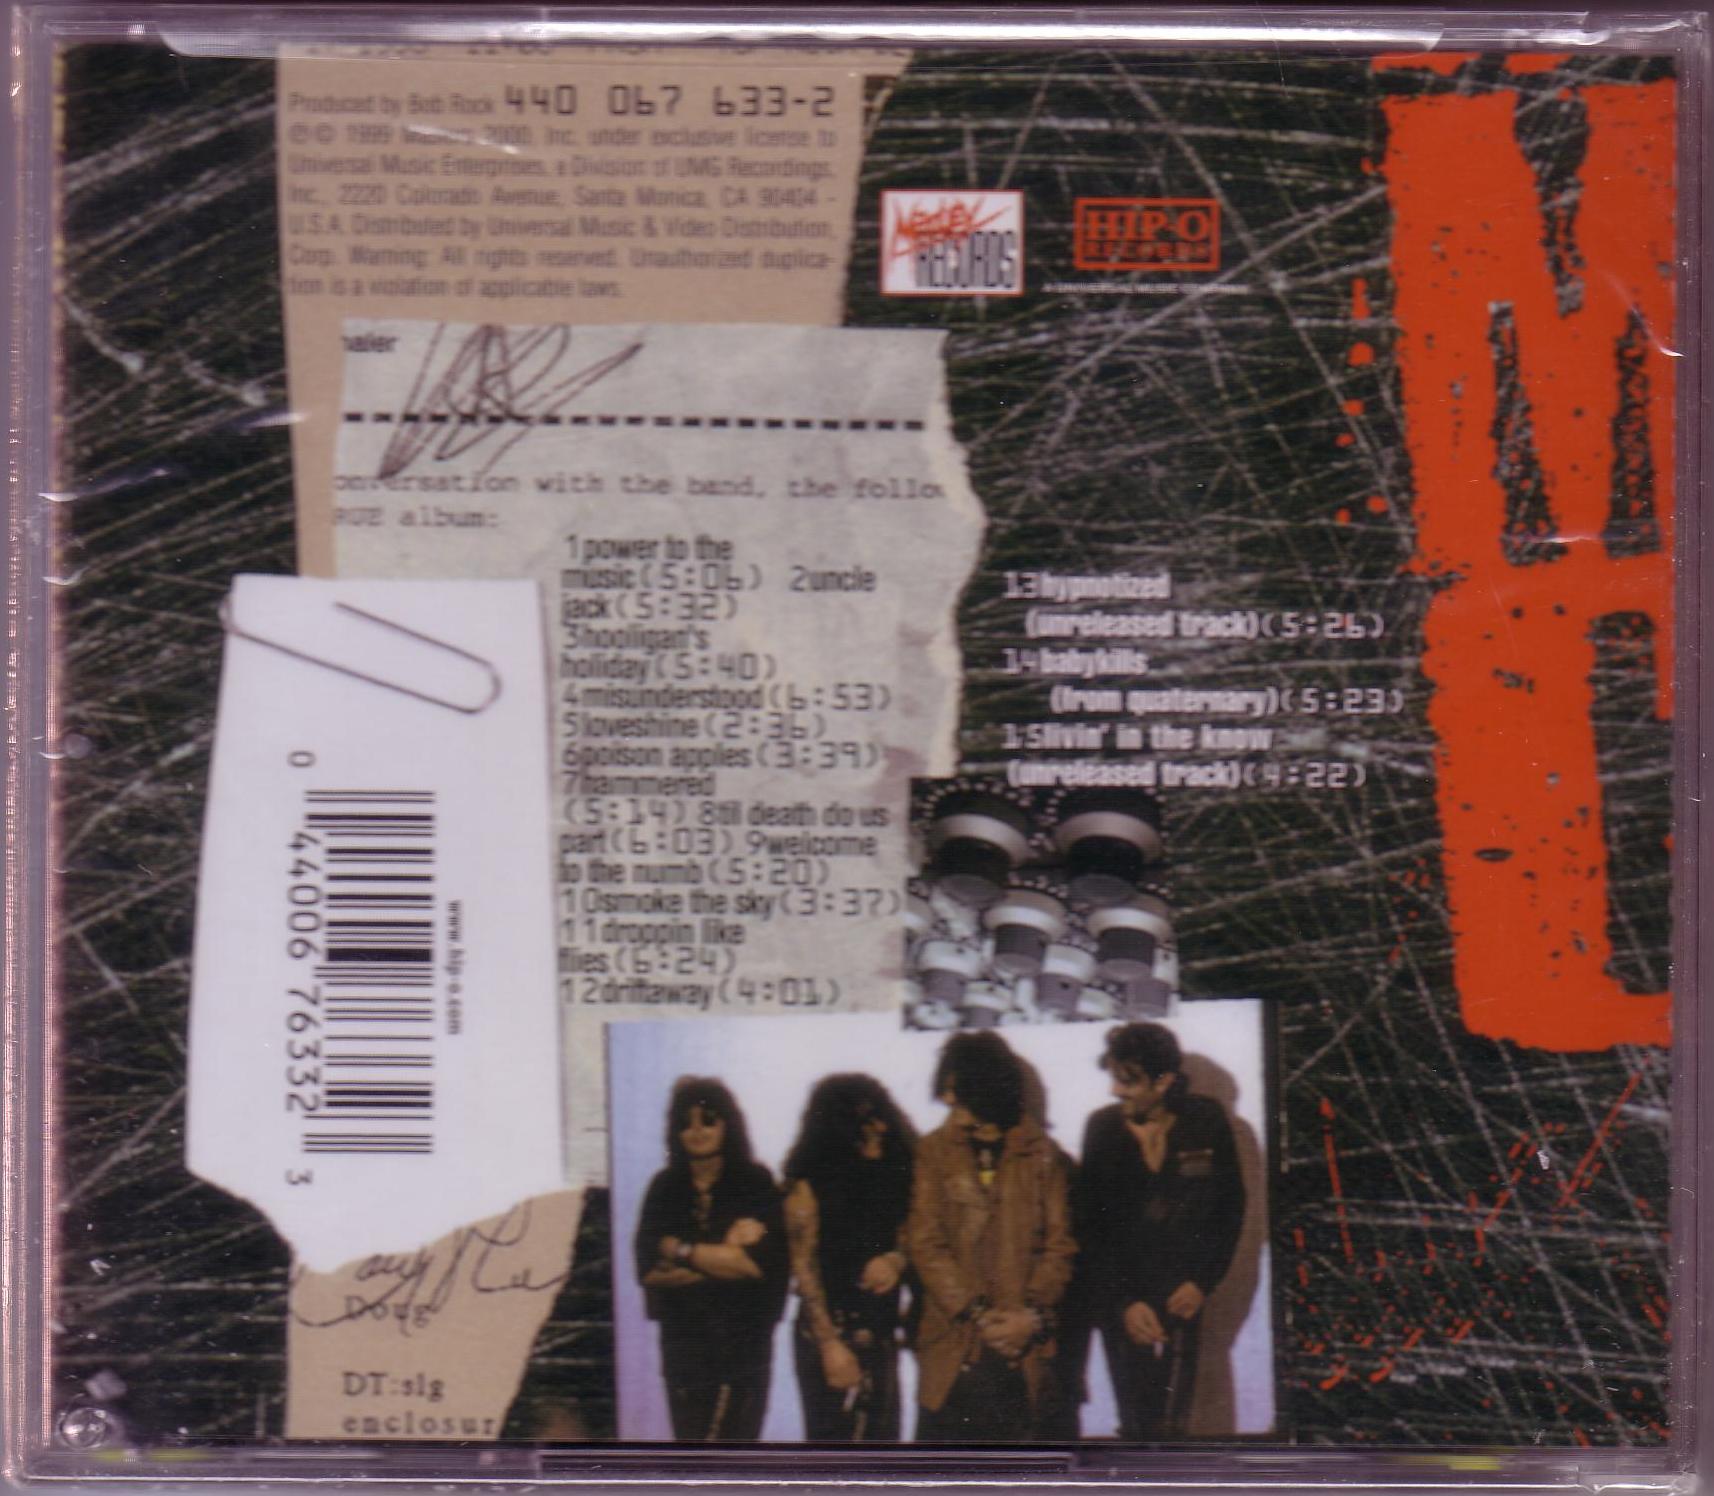 Produced by Bob Rock 440 067 633-2
℗© 1999 Masters 2000, Inc. under exclusive license to
Universal Music Enterprises, a Division of UMG Recordings,
Inc., 2220 Colorado Avenue, Santa Monica, CA 90404 -
U.S.A. Distributed by Universal Music & Video Distribution,
Corp. Warning: All rights reserved. Unauthorized duplica-
tion is a violation of applicable laws.
Mötley
RECORDS
HIP-O
RECORDS
haler
onversation with the band, the follow
RUE album:
1power to the
music(5:06) 2uncle
jack(5:32)
3hooligan's
holiday(5:40)
4misunderstood(6:53)
5loveshine(2:36)
6poison apples(3:39)
7hammered
(5:14) 8til death do us
part(6:03) 9welcome
to the numb(5:20)
10smoke the sky(3:37)
11droppin like
flies(6:24)
12driftaway(4:01)
13hypnotized
(unreleased track)(5:26)
14babykills
(from quaternary)(5:23)
15livin' in the know
(unreleased track)(4:22)
www.hip-o.com
0 44006 76332 3
Doug
DT:slg
enclosur